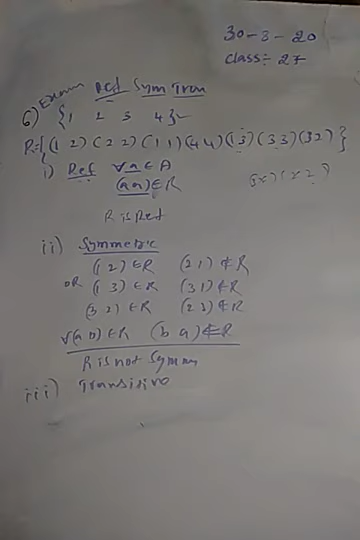 30-3-20
class:- 27
Examin Ref Symm Tran
6) {1 2 3 4}
R={(1 2) (2 2) (1 1) (4 4) (1 3) (3 3) (3 2)}
i) Ref ∀a∈A
(a a)∈R
R is Ref
ii) Symmetric
(1 2)∈R (2 1)∉R
OR (1 3)∈R (3 1)∉R
(3 2)∈R (2 3)∉R
∀(a b)∈R (b a)∉R
R is not Symm
iii) Transitive